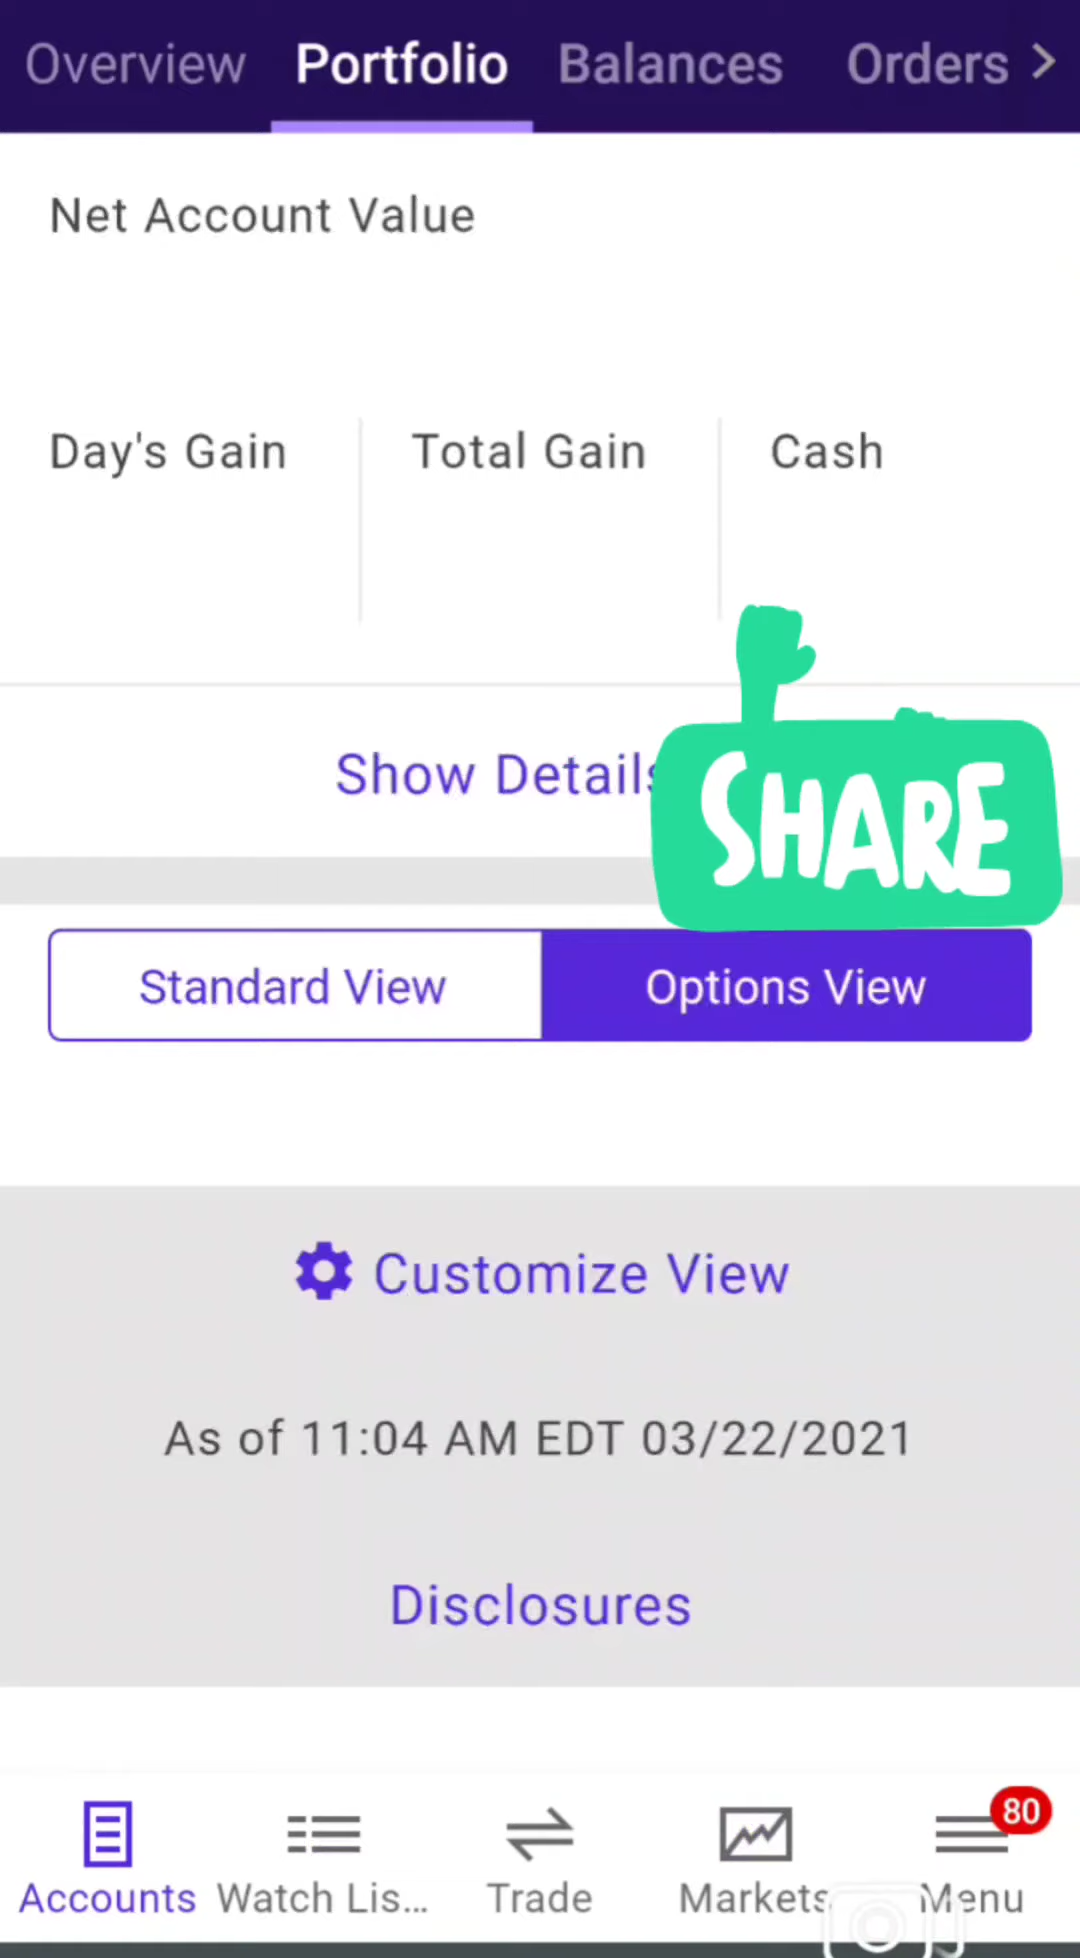 Overview Portfolio Balances Orders
Net Account Value
Day's Gain Total Gain Cash
Show Details
SHARE
Standard View Options View
Customize View
As of 11:04 AM EDT 03/22/2021
Disclosures
80
Accounts Watch Lis... Trade Markets Menu